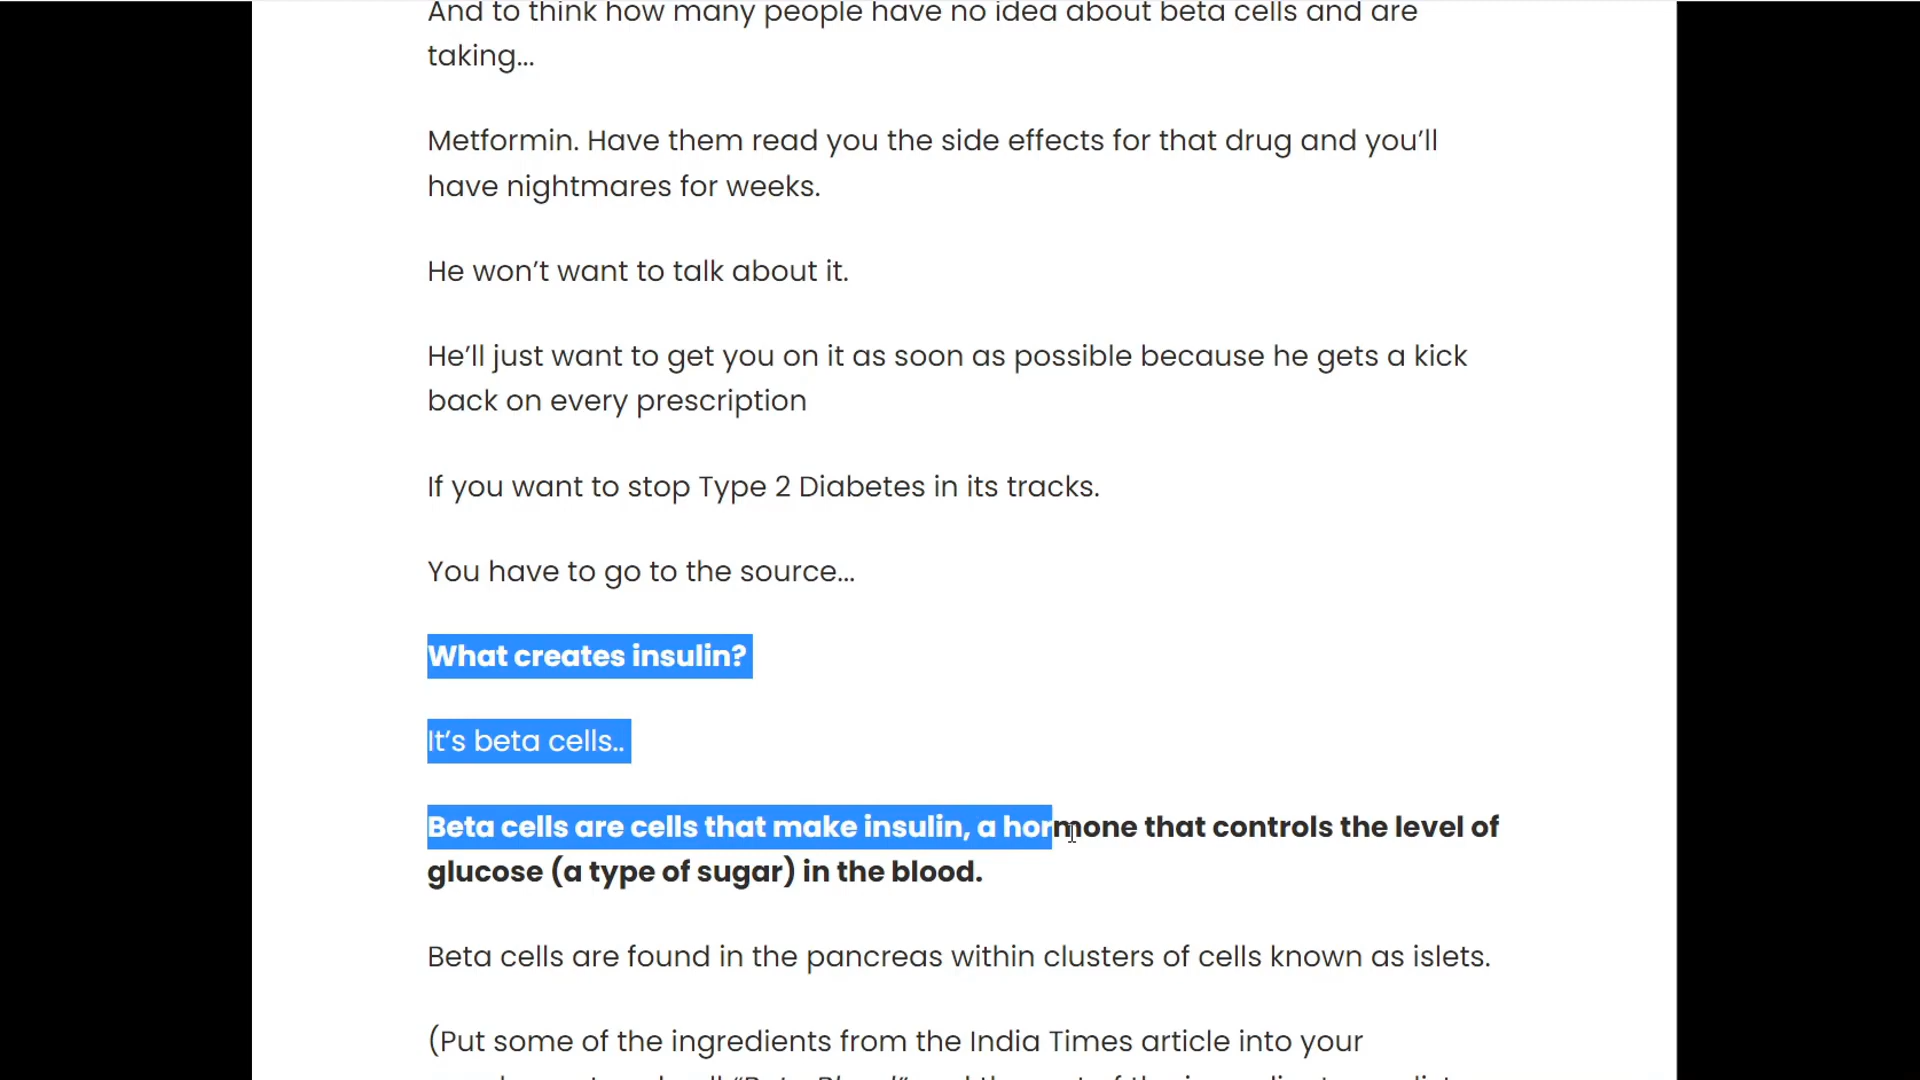 And to think how many people have no idea about beta cells and are
taking...
Metformin. Have them read you the side effects for that drug and you’ll
have nightmares for weeks.
He won’t want to talk about it.
He’ll just want to get you on it as soon as possible because he gets a kick
back on every prescription
If you want to stop Type 2 Diabetes in its tracks.
You have to go to the source...
What creates insulin?
It’s beta cells..
Beta cells are cells that make insulin, a hormone that controls the level of
glucose (a type of sugar) in the blood.
Beta cells are found in the pancreas within clusters of cells known as islets.
(Put some of the ingredients from the India Times article into your